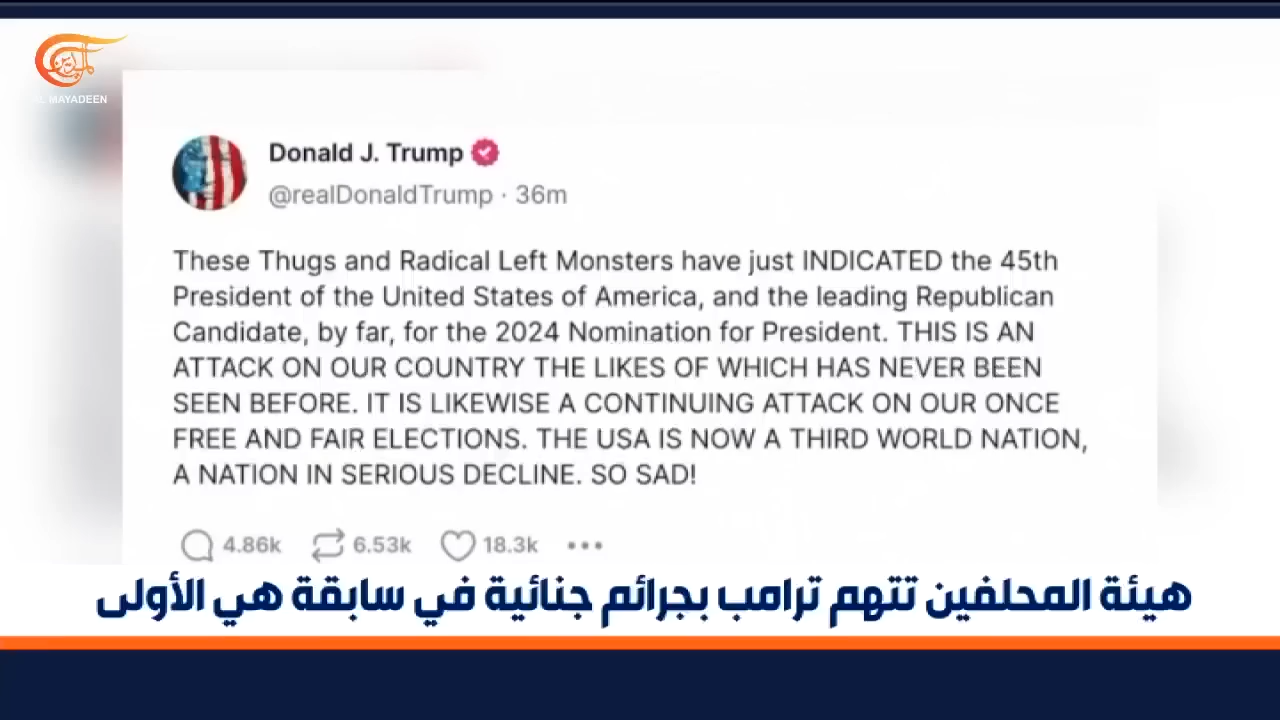 AL MAYADEEN
Donald J. Trump
@realDonaldTrump · 36m
These Thugs and Radical Left Monsters have just INDICATED the 45th
President of the United States of America, and the leading Republican
Candidate, by far, for the 2024 Nomination for President. THIS IS AN
ATTACK ON OUR COUNTRY THE LIKES OF WHICH HAS NEVER BEEN
SEEN BEFORE. IT IS LIKEWISE A CONTINUING ATTACK ON OUR ONCE
FREE AND FAIR ELECTIONS. THE USA IS NOW A THIRD WORLD NATION,
A NATION IN SERIOUS DECLINE. SO SAD!
4.86k 6.53k 18.3k
هيئة المحلفين تتهم ترامب بجرائم جنائية في سابقة هي الأولى